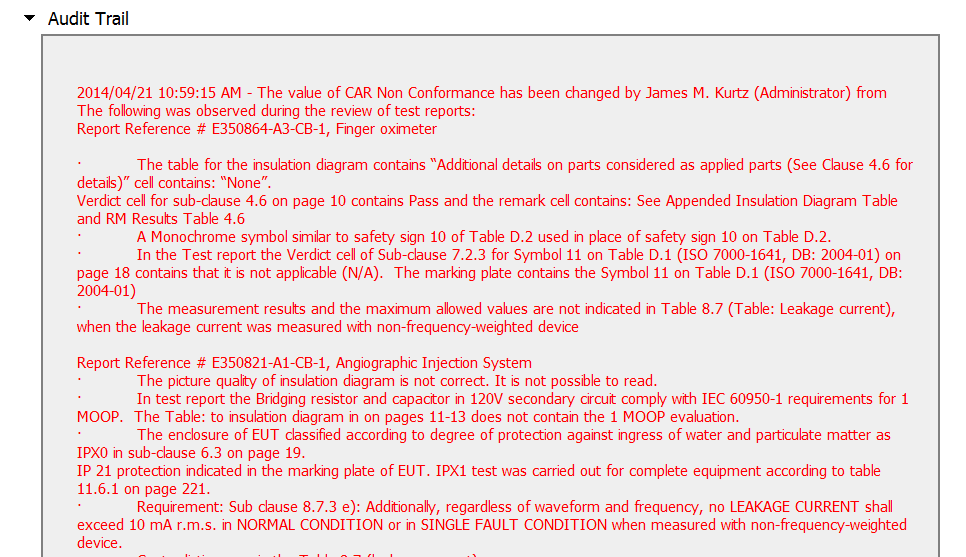 Audit Trail
2014/04/21 10:59:15 AM - The value of CAR Non Conformance has been changed by James M. Kurtz (Administrator) from
The following was observed during the review of test reports:
Report Reference # E350864-A3-CB-1, Finger oximeter
· The table for the insulation diagram contains “Additional details on parts considered as applied parts (See Clause 4.6 for
details)” cell contains: “None”.
Verdict cell for sub-clause 4.6 on page 10 contains Pass and the remark cell contains: See Appended Insulation Diagram Table
and RM Results Table 4.6
· A Monochrome symbol similar to safety sign 10 of Table D.2 used in place of safety sign 10 on Table D.2.
· In the Test report the Verdict cell of Sub-clause 7.2.3 for Symbol 11 on Table D.1 (ISO 7000-1641, DB: 2004-01) on
page 18 contains that it is not applicable (N/A). The marking plate contains the Symbol 11 on Table D.1 (ISO 7000-1641, DB:
2004-01)
· The measurement results and the maximum allowed values are not indicated in Table 8.7 (Table: Leakage current),
when the leakage current was measured with non-frequency-weighted device
Report Reference # E350821-A1-CB-1, Angiographic Injection System
· The picture quality of insulation diagram is not correct. It is not possible to read.
· In test report the Bridging resistor and capacitor in 120V secondary circuit comply with IEC 60950-1 requirements for 1
MOOP. The Table: to insulation diagram in on pages 11-13 does not contain the 1 MOOP evaluation.
· The enclosure of EUT classified according to degree of protection against ingress of water and particulate matter as
IPX0 in sub-clause 6.3 on page 19.
IP 21 protection indicated in the marking plate of EUT. IPX1 test was carried out for complete equipment according to table
11.6.1 on page 221.
· Requirement: Sub clause 8.7.3 e): Additionally, regardless of waveform and frequency, no LEAKAGE CURRENT shall
exceed 10 mA r.m.s. in NORMAL CONDITION or in SINGLE FAULT CONDITION when measured with non-frequency-weighted
device.